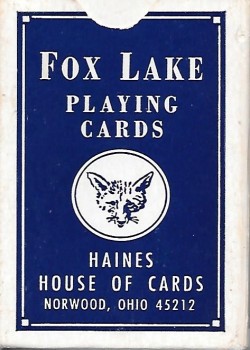 FOX LAKE
PLAYING
CARDS
HAINES
HOUSE OF CARDS
NORWOOD, OHIO 45212